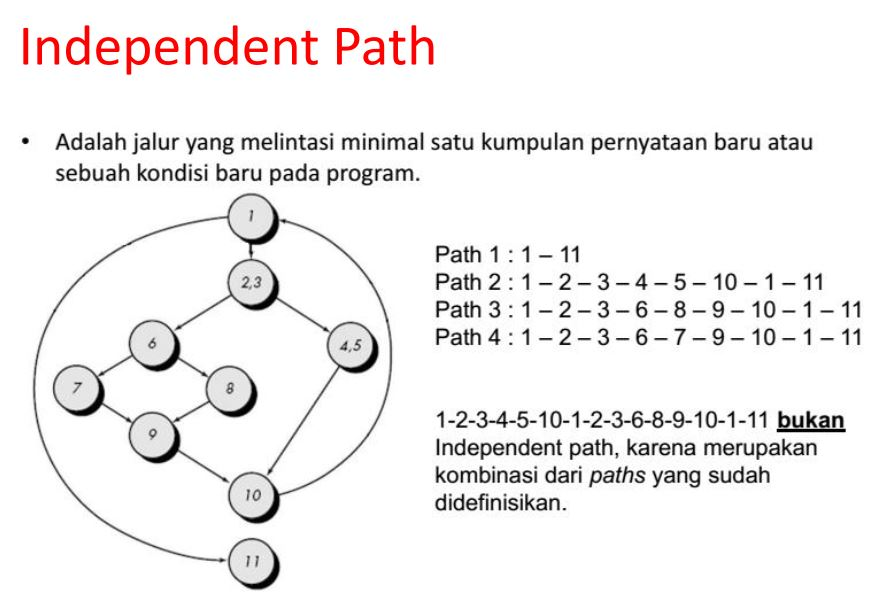 Independent Path
• Adalah jalur yang melintasi minimal satu kumpulan pernyataan baru atau
sebuah kondisi baru pada program.
1
2,3
6
4,5
7
8
9
10
11
Path 1 : 1 – 11
Path 2 : 1 – 2 – 3 – 4 – 5 – 10 – 1 – 11
Path 3 : 1 – 2 – 3 – 6 – 8 – 9 – 10 – 1 – 11
Path 4 : 1 – 2 – 3 – 6 – 7 – 9 – 10 – 1 – 11
1-2-3-4-5-10-1-2-3-6-8-9-10-1-11 bukan
Independent path, karena merupakan
kombinasi dari paths yang sudah
didefinisikan.